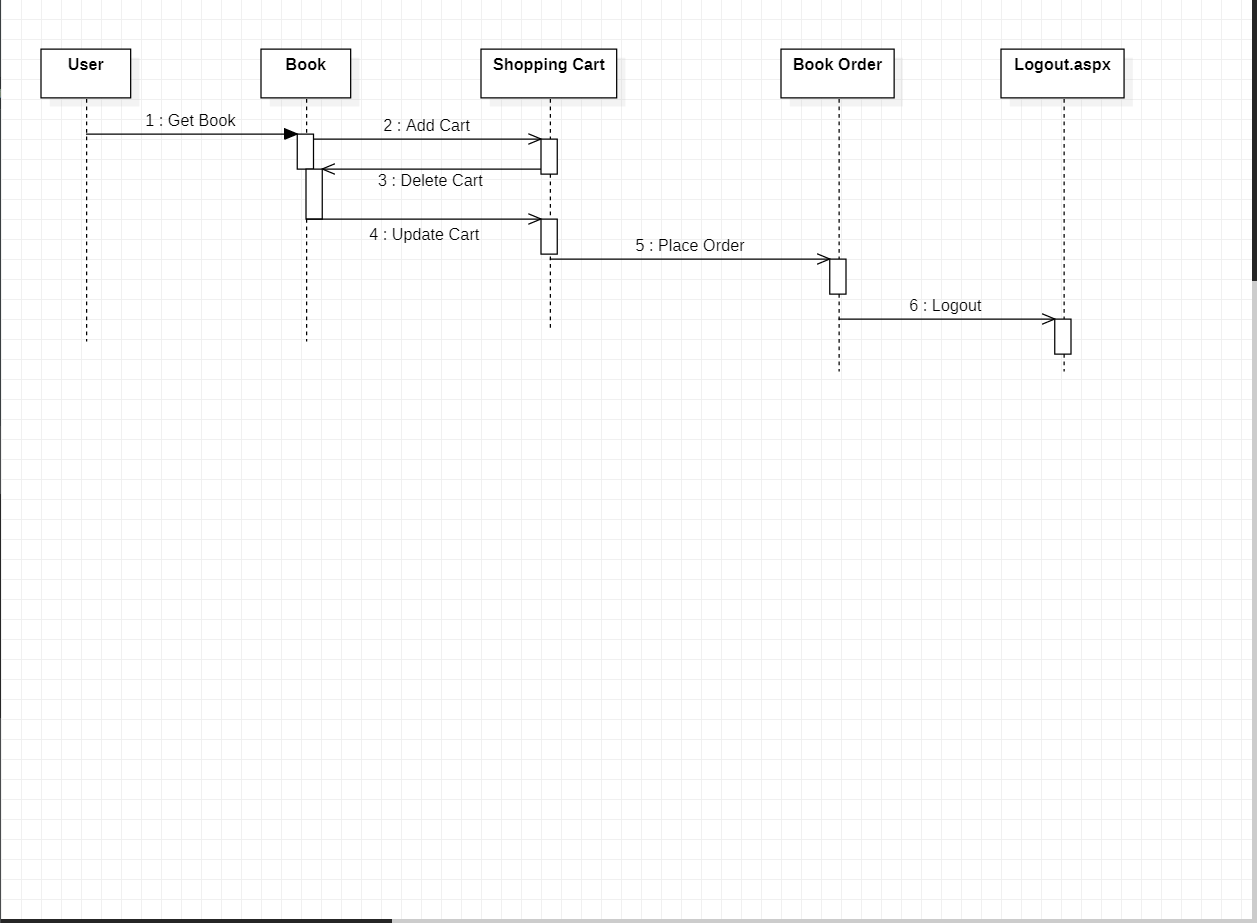 User
Book
Shopping Cart
Book Order
Logout.aspx
1 : Get Book
2 : Add Cart
3 : Delete Cart
4 : Update Cart
5 : Place Order
6 : Logout